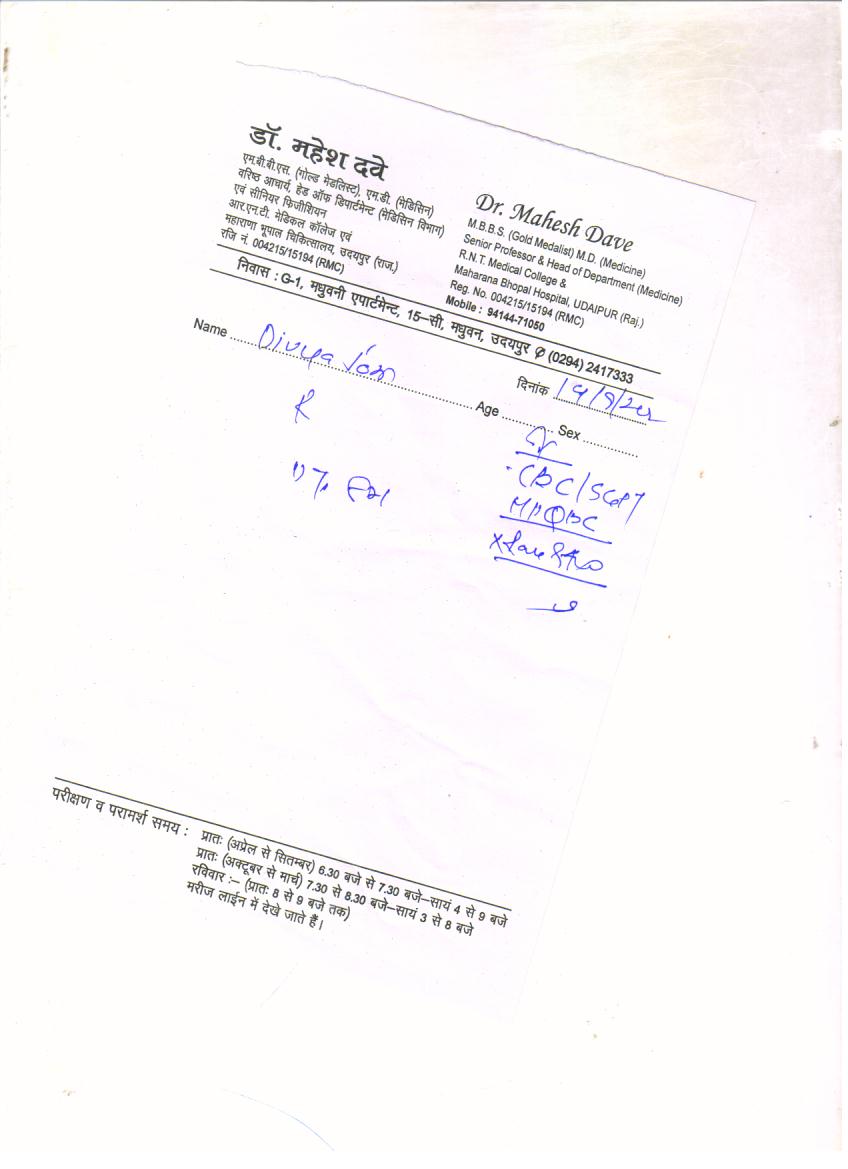 डॉ. महेश दवे
एम.बी.बी.एस. (गोल्ड मेडलिस्ट), एम.डी. (मेडिसिन)
वरिष्ठ आचार्य, हेड ऑफ डिपार्टमेन्ट (मेडिसिन विभाग)
एवं सीनियर फिजीशियन
आर.एन.टी. मेडिकल कॉलेज एवं
महाराणा भूपाल चिकित्सालय, उदयपुर (राज.)
रजि नं. 004215/15194 (RMC)
Dr. Mahesh Dave
M.B.B.S. (Gold Medalist) M.D. (Medicine)
Senior Professor & Head of Department (Medicine)
R.N.T. Medical College &
Maharana Bhopal Hospital, UDAIPUR (Raj.)
Reg. No. 004215/15194 (RMC)
Mobile : 94144-71050
निवास : G-1, मधुवनी एपार्टमेन्ट, 15–सी, मधुवन, उदयपुर ✆ (0294) 2417333
दिनांक
Name Divya
Age Sex
CBC/SGPT
MPQBC
परीक्षण व परामर्श समय : प्रातः (अप्रेल से सितम्बर) 6.30 बजे से 7.30 बजे–सायं 4 से 9 बजे
प्रातः (अक्टूबर से मार्च) 7.30 से 8.30 बजे–सायं 3 से 8 बजे
रविवार :– (प्रातः 8 से 9 बजे तक)
मरीज लाईन में देखे जाते हैं।